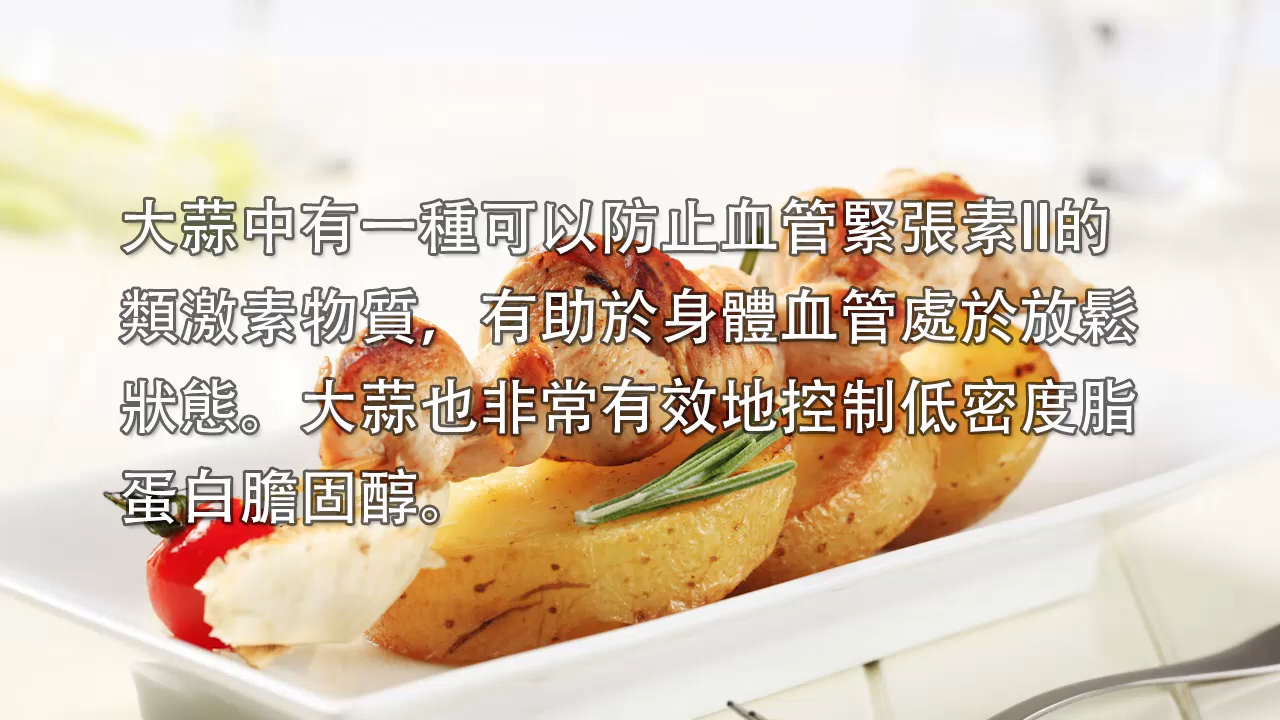 大蒜中有一種可以防止血管緊張素II的
類激素物質，有助於身體血管處於放鬆
狀態。大蒜也非常有效地控制低密度脂
蛋白膽固醇。